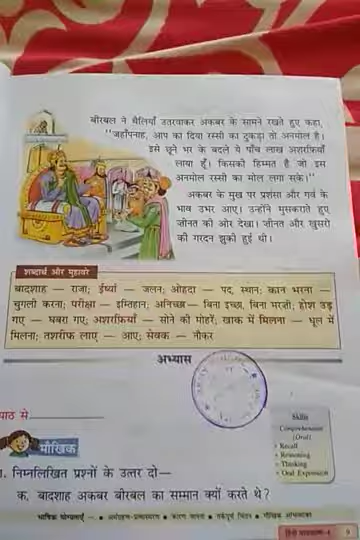 बीरबल ने थैलियाँ उतरवाकर अकबर के सामने रखते हुए कहा,
"जहाँपनाह, आप का दिया रस्सी का टुकड़ा तो अनमोल है।
इसे छूने भर के बदले ये पाँच लाख अशरफ़ियाँ
लाया हूँ। किसकी हिम्मत है जो इस
अनमोल रस्सी का मोल लगा सके।"
अकबर के मुख पर प्रशंसा और गर्व के
भाव उभर आए। उन्होंने मुसकराते हुए
ज़ीनत की ओर देखा। ज़ीनत और खुसरो
की गरदन झुकी हुई थी।
शब्दार्थ और मुहावरे
बादशाह — राजा; ईर्ष्या — जलन; ओहदा — पद, स्थान; कान भरना —
चुगली करना; परीक्षा — इम्तिहान; अनिच्छा — बिना इच्छा, बिना मरज़ी; होश उड़
गए — घबरा गए; अशरफ़ियाँ — सोने की मोहरें; खाक में मिलना — धूल में
मिलना; तशरीफ़ लाए — आए; सेवक — नौकर
अभ्यास
पाठ से
Skills
Comprehension
(Oral)
• Recall
• Reasoning
• Thinking
• Oral Expression
मौखिक
1. निम्नलिखित प्रश्नों के उत्तर दो—
क. बादशाह अकबर बीरबल का सम्मान क्यों करते थे?
9